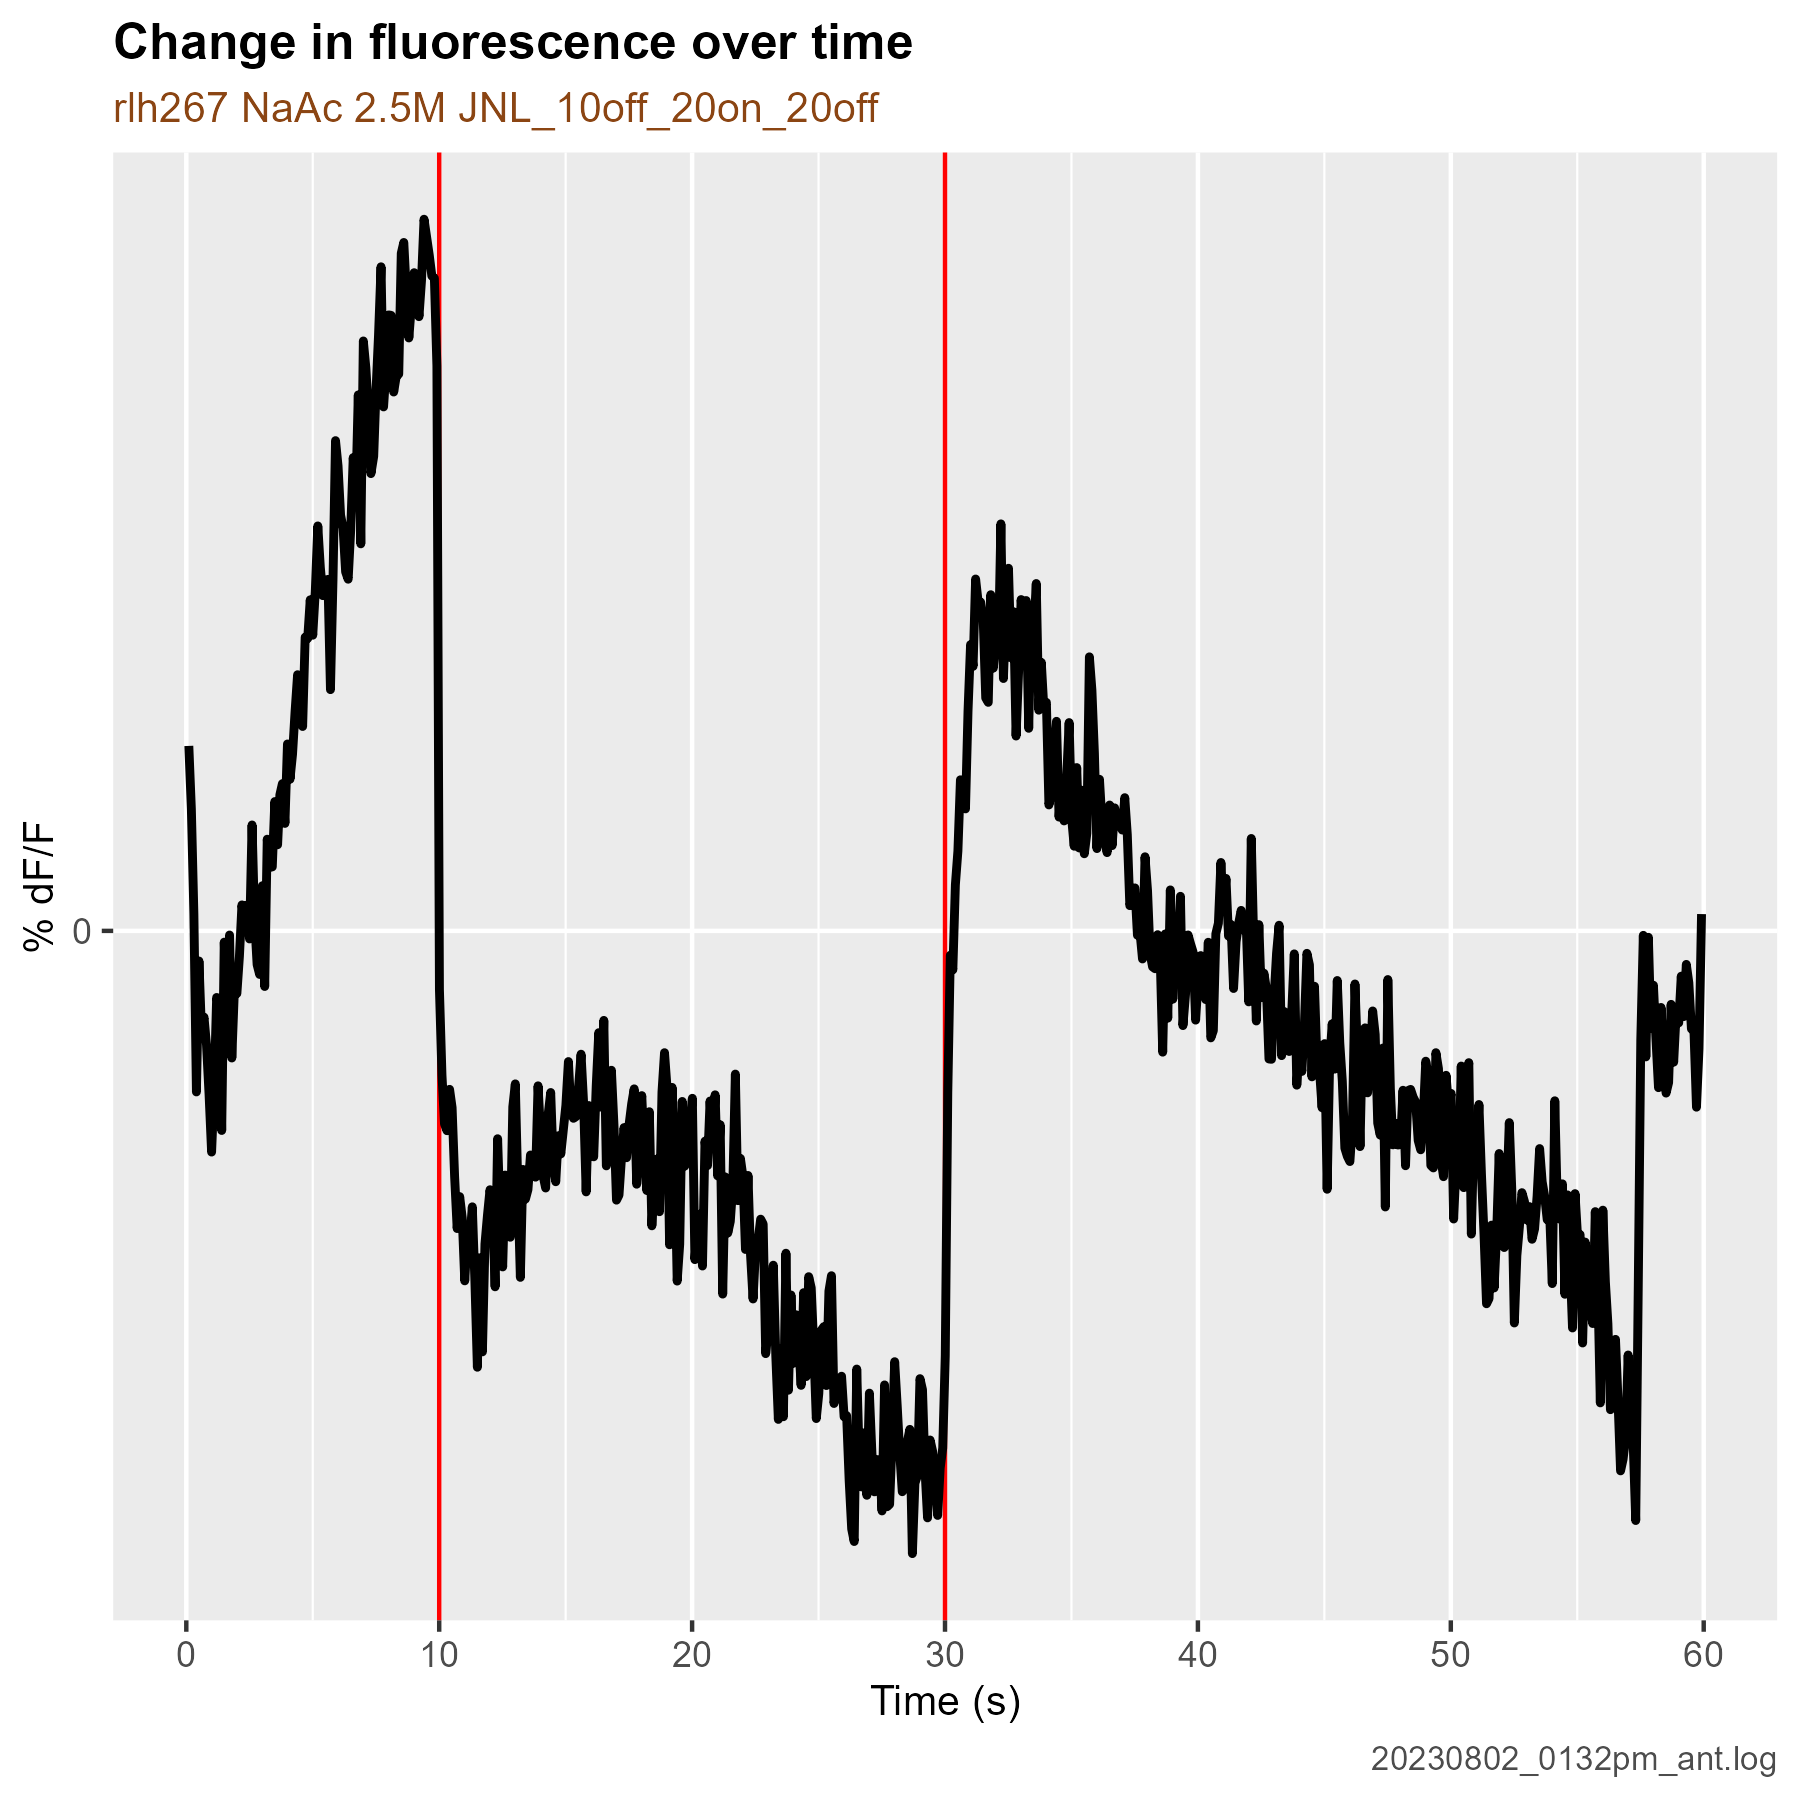 Change in fluorescence over time
rlh267 NaAc 2.5M JNL_10off_20on_20off
% dF/F
0
0 10 20 30 40 50 60
Time (s)
20230802_0132pm_ant.log